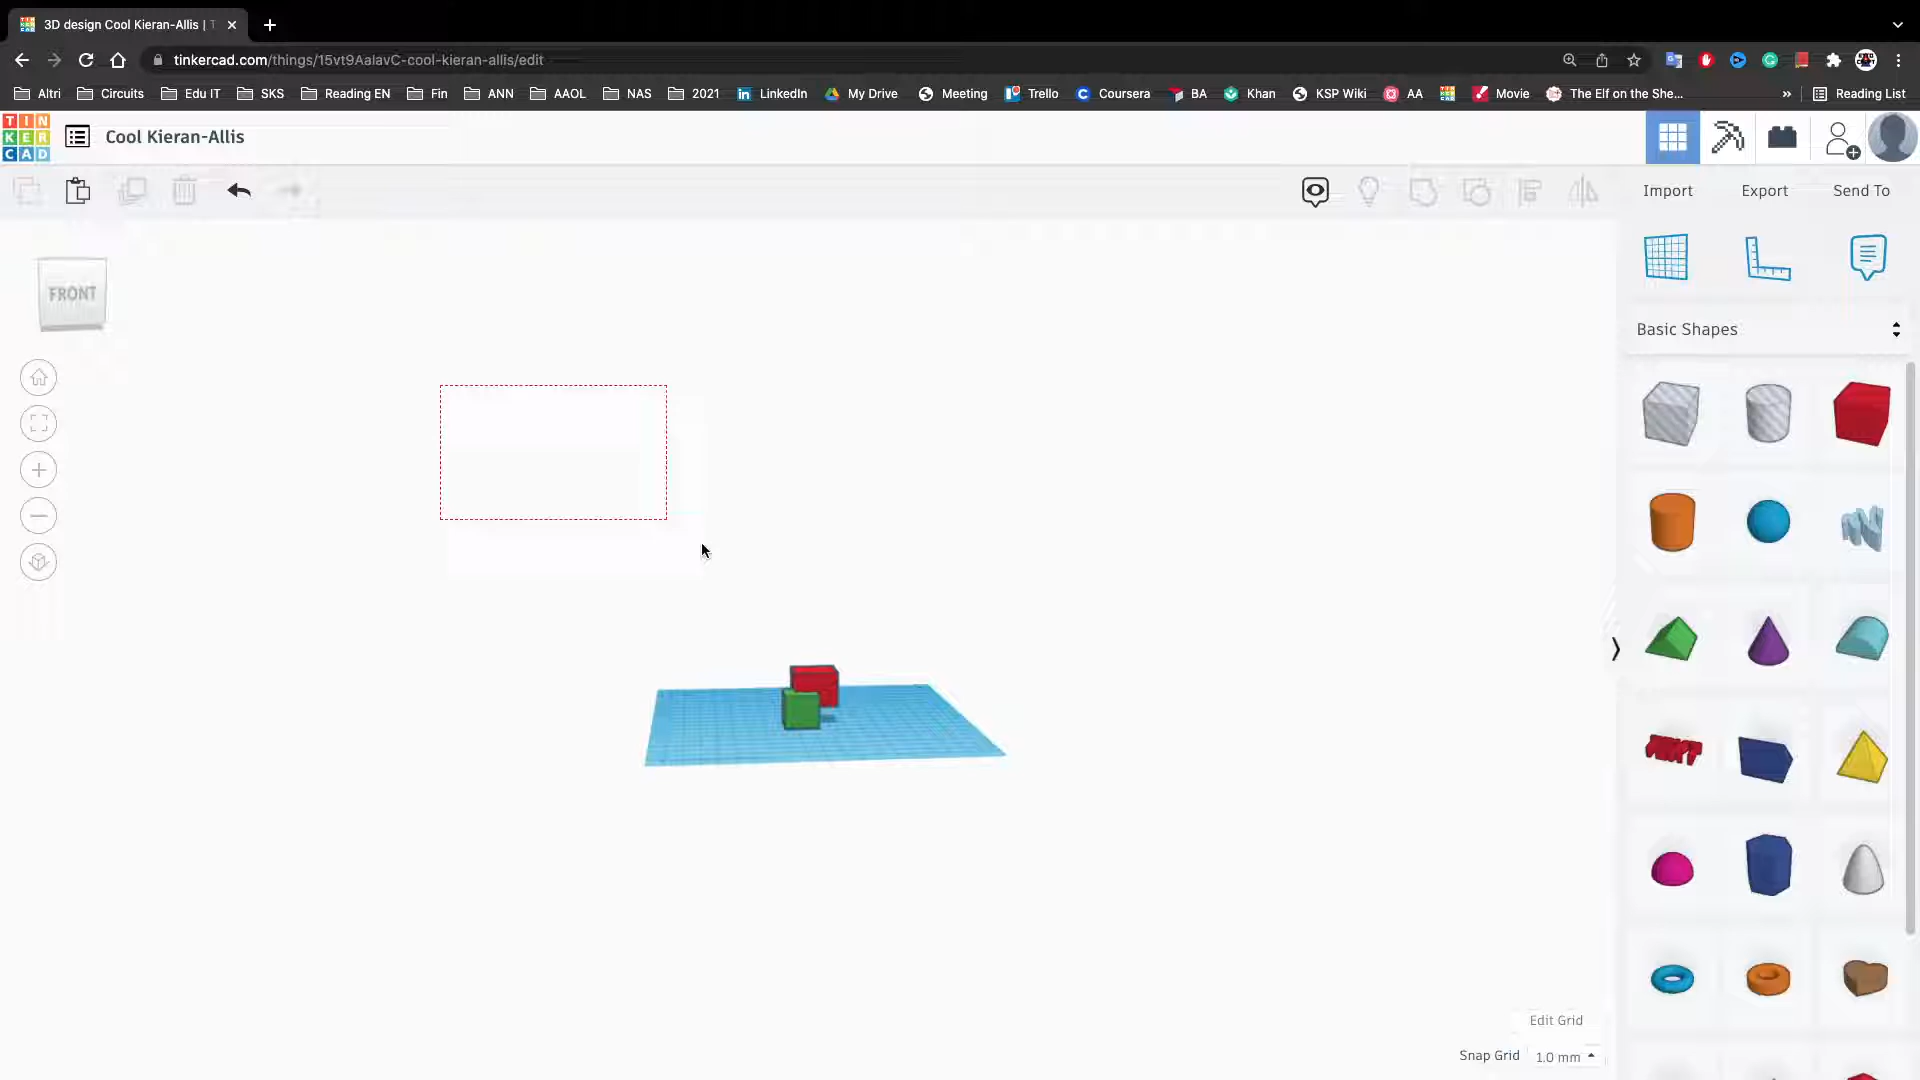 3D design Cool Kieran-Allis | T
tinkercad.com/things/15vt9AalavC-cool-kieran-allis/edit
Altri Circuits Edu IT SKS Reading EN Fin ANN AAOL NAS 2021 LinkedIn My Drive Meeting Trello Coursera BA Khan KSP Wiki AA Movie The Elf on the She... » Reading List
TIN
KER
CAD
Cool Kieran-Allis
Import Export Send To
FRONT
Basic Shapes
Edit Grid
Snap Grid 1.0 mm